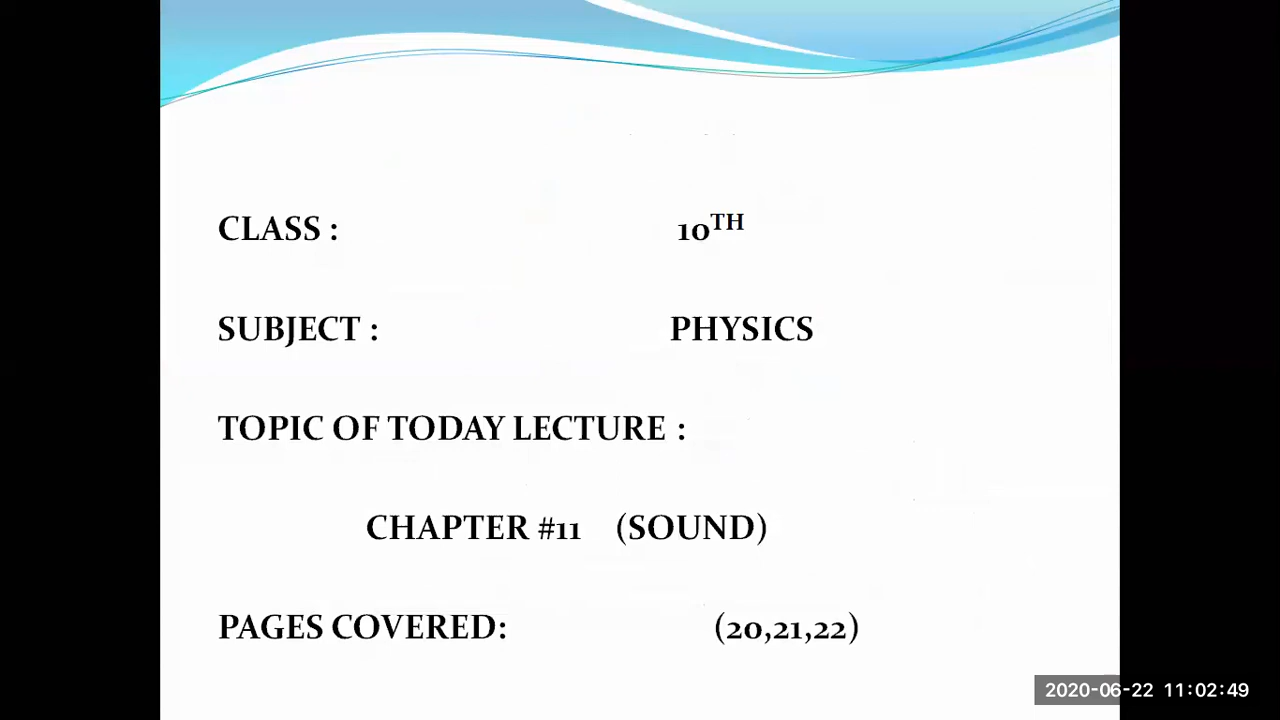 CLASS : 10TH
SUBJECT : PHYSICS
TOPIC OF TODAY LECTURE :
CHAPTER #11 (SOUND)
PAGES COVERED: (20,21,22)
2020-06-22 11:02:49